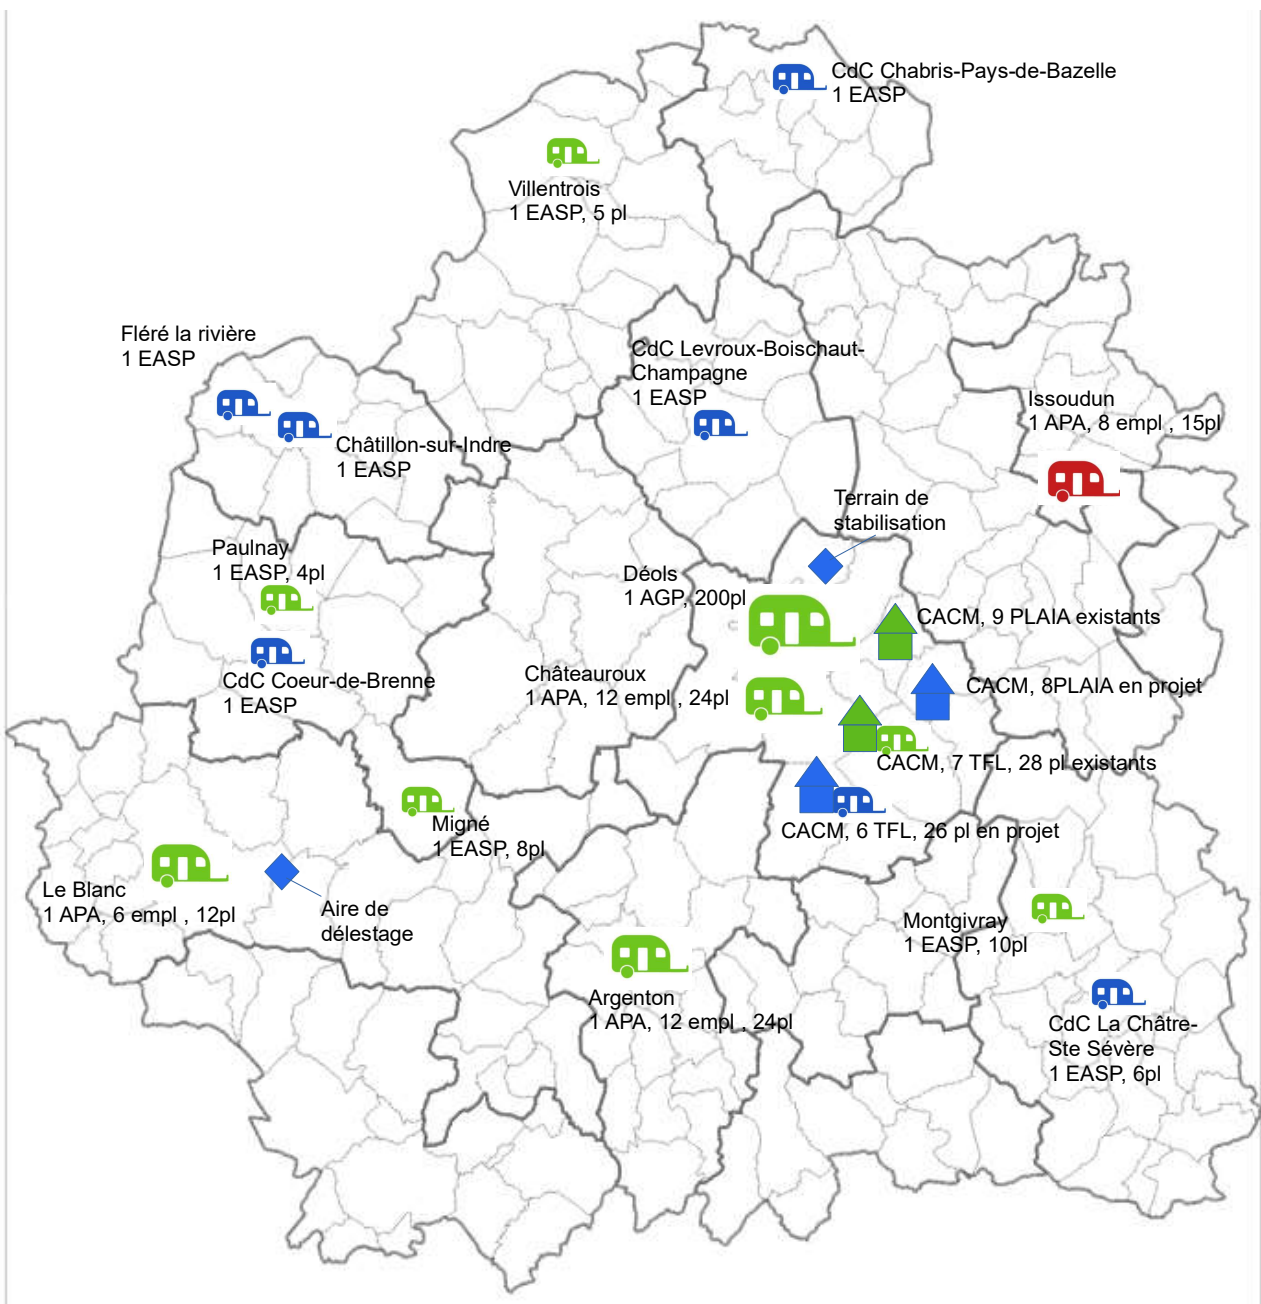 CdC Chabris-Pays-de-Bazelle
1 EASP
Villentrois
1 EASP, 5 pl
Fléré la rivière
1 EASP
CdC Levroux-Boischaut-
Champagne
1 EASP
Issoudun
1 APA, 8 empl , 15pl
Châtillon-sur-Indre
1 EASP
Terrain de
stabilisation
Paulnay
1 EASP, 4pl
Déols
1 AGP, 200pl
CACM, 9 PLAIA existants
CdC Coeur-de-Brenne
1 EASP
Châteauroux
1 APA, 12 empl , 24pl
CACM, 8PLAIA en projet
CACM, 7 TFL, 28 pl existants
Migné
1 EASP, 8pl
CACM, 6 TFL, 26 pl en projet
Le Blanc
1 APA, 6 empl , 12pl
Aire de
délestage
Montgivray
1 EASP, 10pl
Argenton
1 APA, 12 empl , 24pl
CdC La Châtre-
Ste Sévère
1 EASP, 6pl